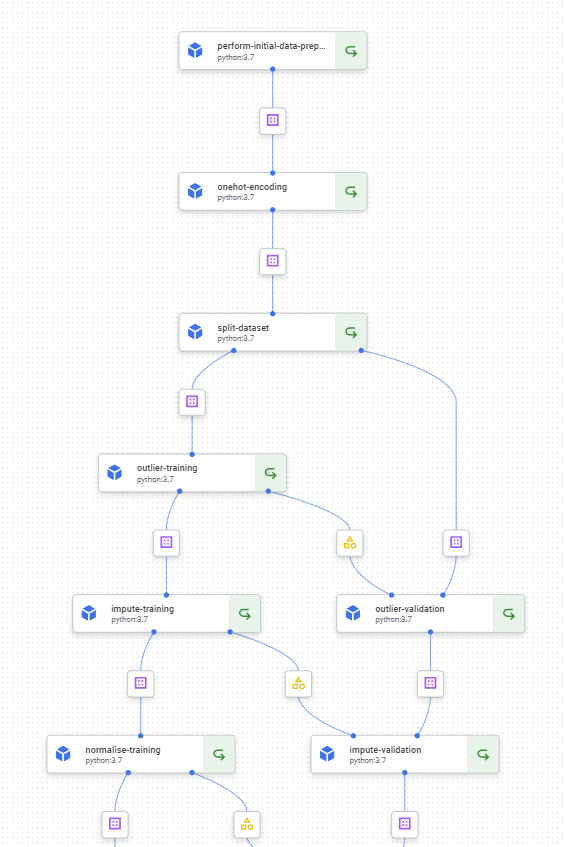 perform-initial-data-prep...
python:3.7
onehot-encoding
python:3.7
split-dataset
python:3.7
outlier-training
python:3.7
impute-training
python:3.7
outlier-validation
python:3.7
normalise-training
python:3.7
impute-validation
python:3.7